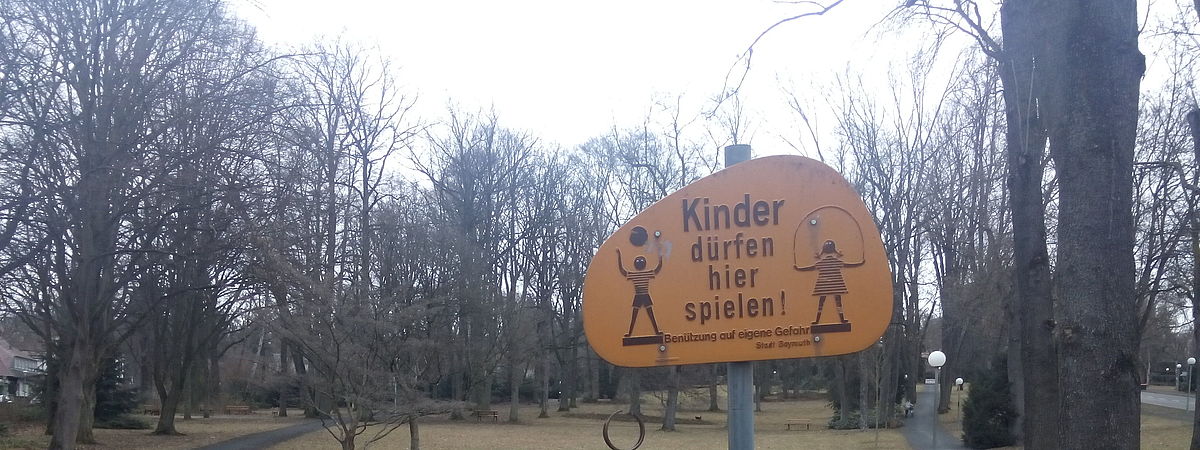 Kinder
dürfen
hier
spielen!
Benützung auf eigene Gefahr
Stadt Bayreuth